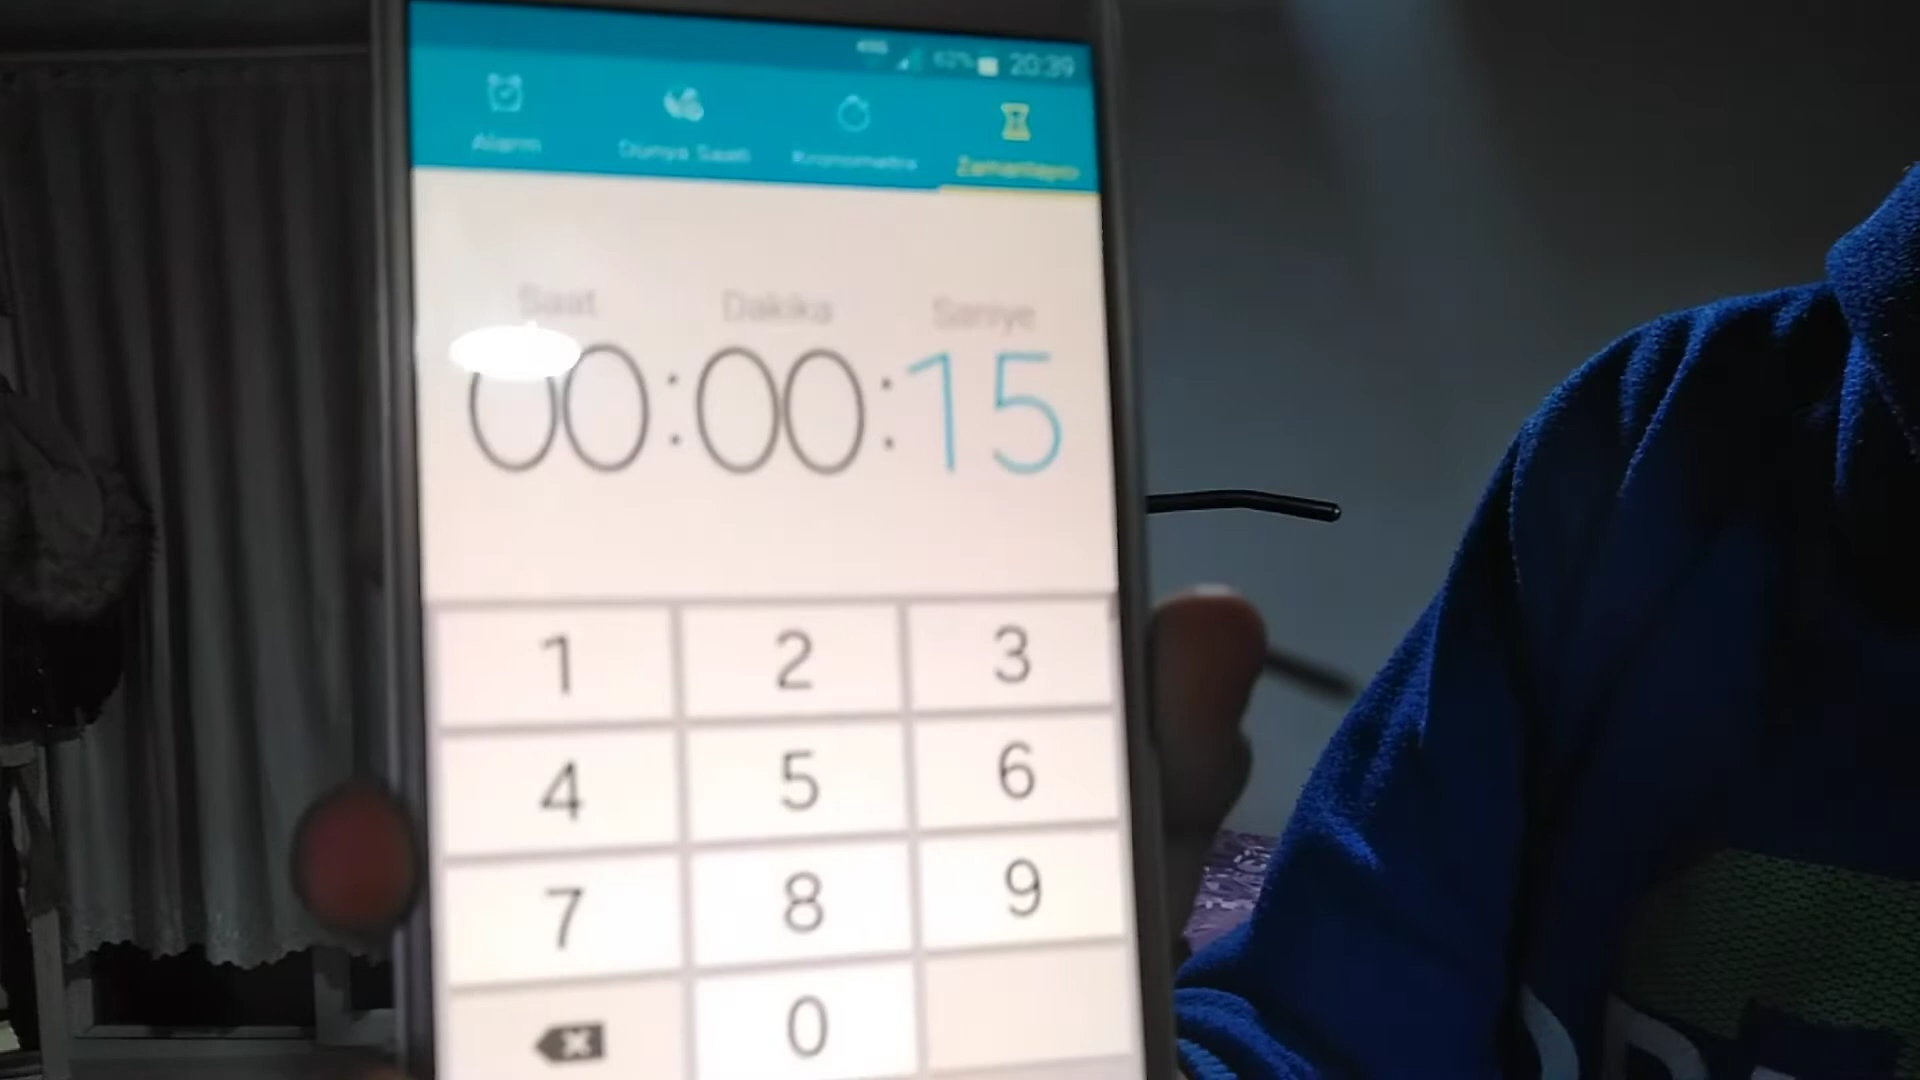 62% 20:39
Alarm Dünya Saati Kronometre Zamanlayıcı
Saat Dakika Saniye
00:00:15
1 2 3
4 5 6
7 8 9
0